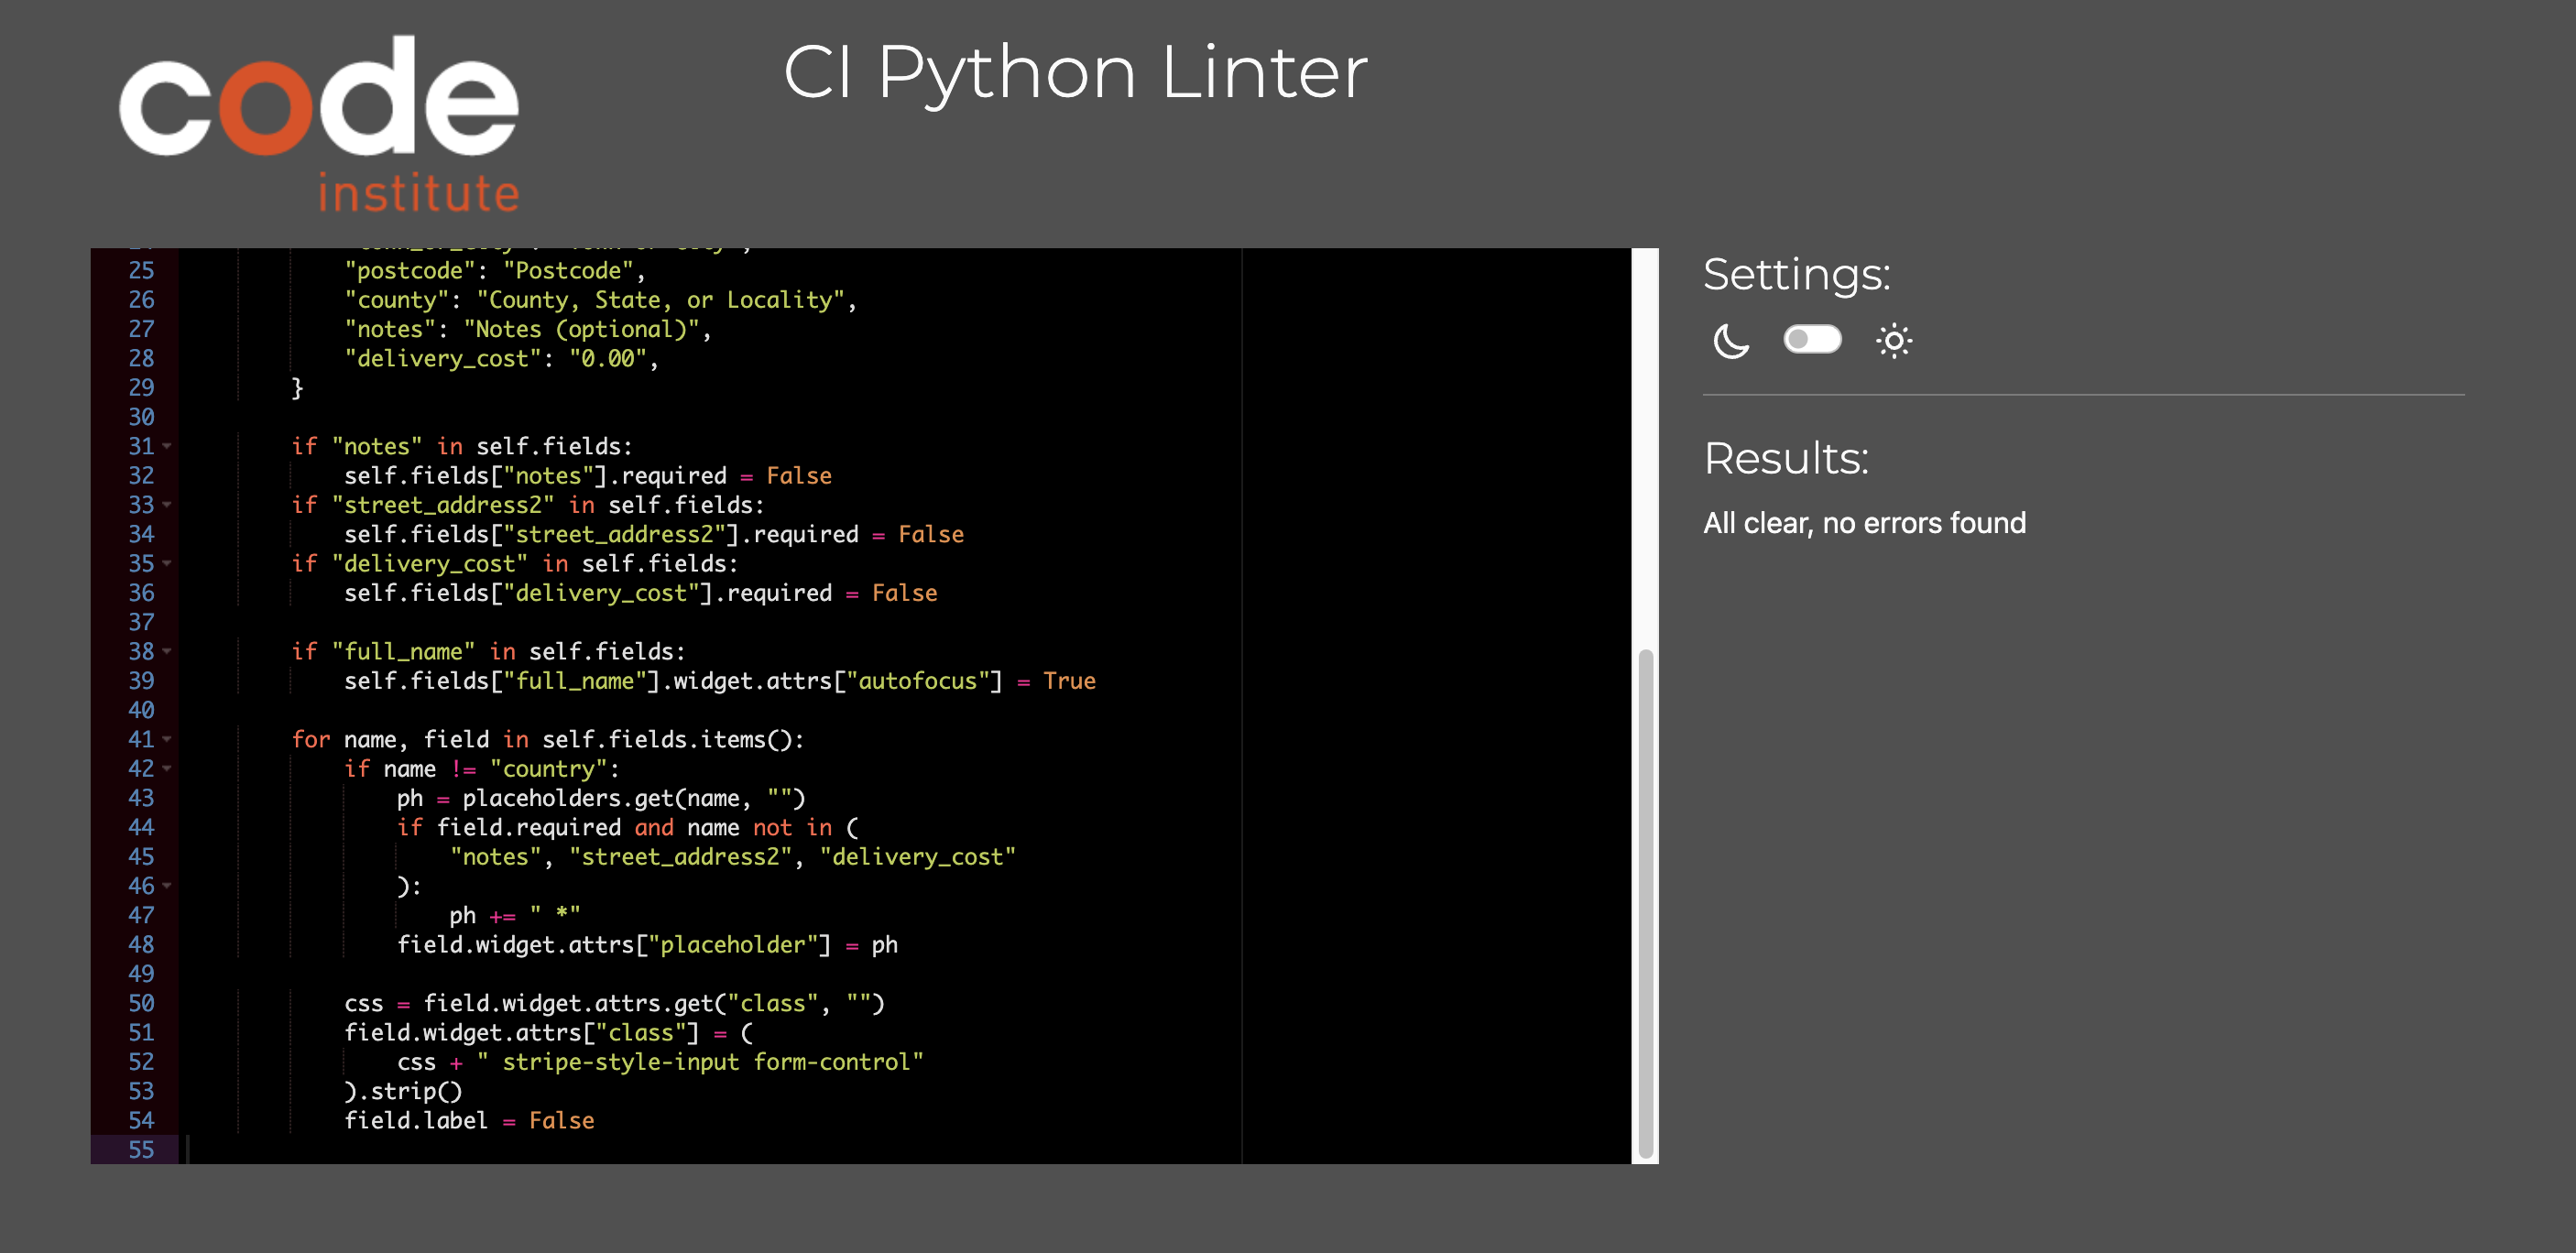 code
institute
CI Python Linter
25 "postcode": "Postcode",
26 "county": "County, State, or Locality",
27 "notes": "Notes (optional)",
28 "delivery_cost": "0.00",
29 }
30
31 if "notes" in self.fields:
32 self.fields["notes"].required = False
33 if "street_address2" in self.fields:
34 self.fields["street_address2"].required = False
35 if "delivery_cost" in self.fields:
36 self.fields["delivery_cost"].required = False
37
38 if "full_name" in self.fields:
39 self.fields["full_name"].widget.attrs["autofocus"] = True
40
41 for name, field in self.fields.items():
42 if name != "country":
43 ph = placeholders.get(name, "")
44 if field.required and name not in (
45 "notes", "street_address2", "delivery_cost"
46 ):
47 ph += " *"
48 field.widget.attrs["placeholder"] = ph
49
50 css = field.widget.attrs.get("class", "")
51 field.widget.attrs["class"] = (
52 css + " stripe-style-input form-control"
53 ).strip()
54 field.label = False
55
Settings:
Results:
All clear, no errors found